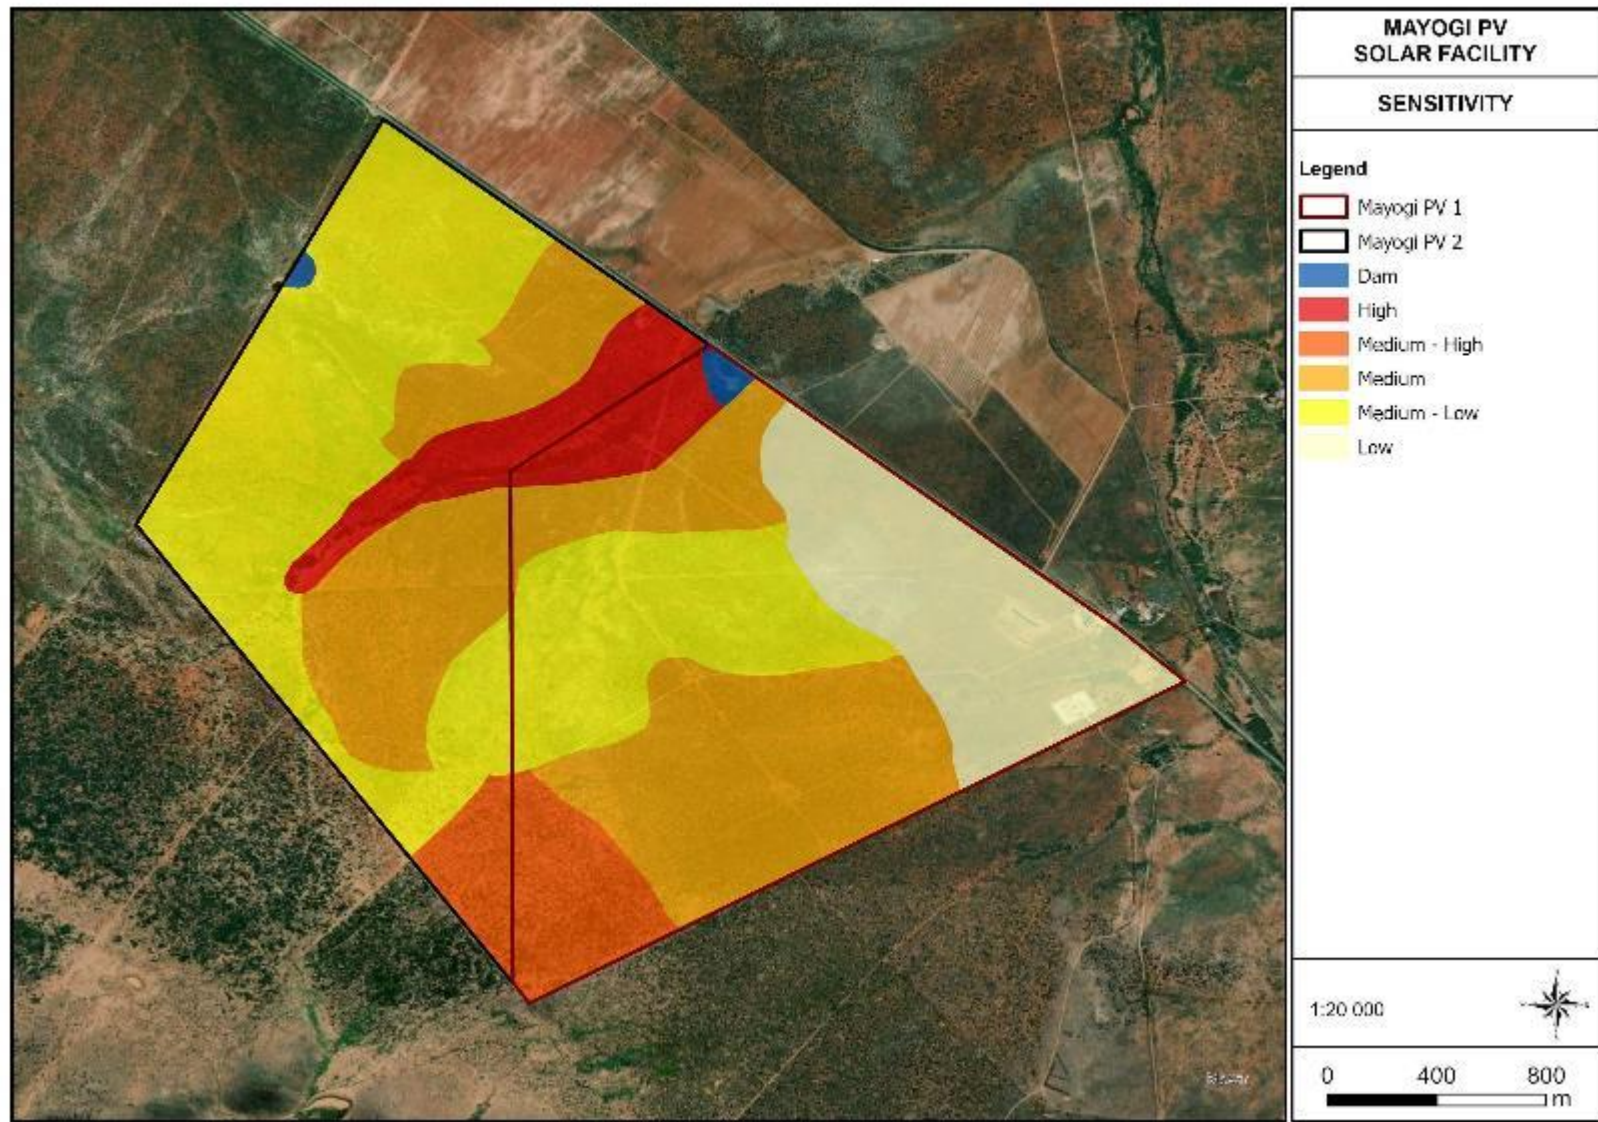 MAYOGI PV
SOLAR FACILITY
SENSITIVITY
Legend
Mayogi PV 1
Mayogi PV 2
Dam
High
Medium - High
Medium
Medium - Low
Low
1:20 000
0 400 800
m